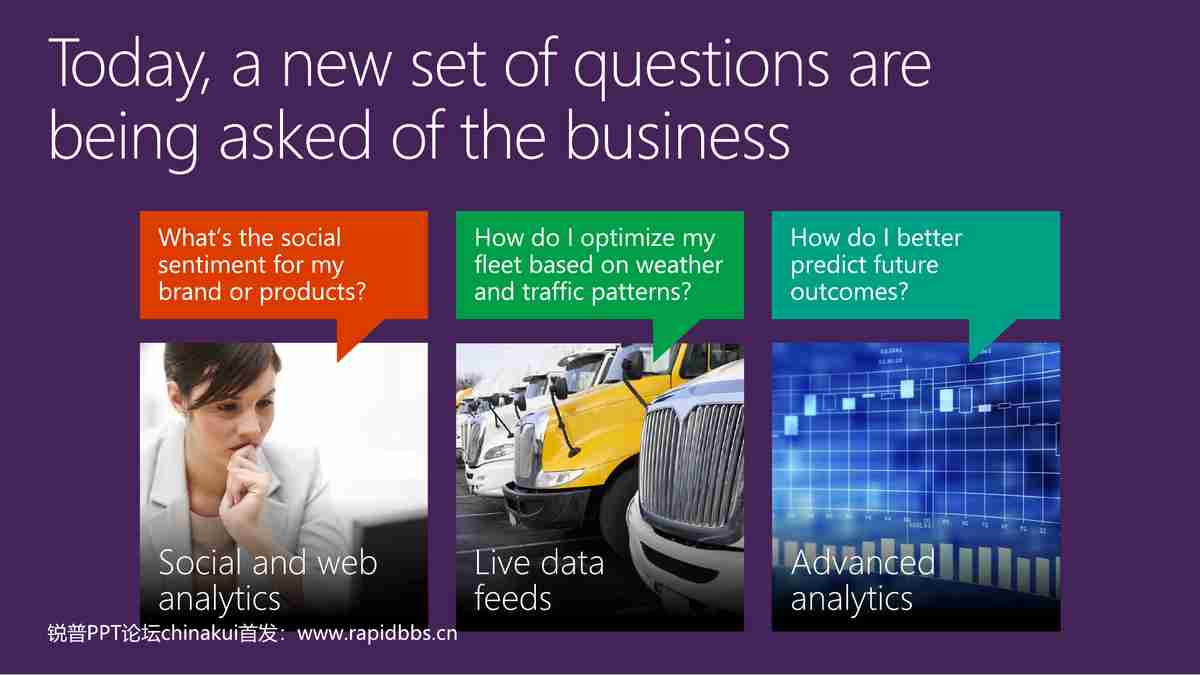 Today, a new set of questions are
being asked of the business
What's the social
sentiment for my
brand or products?
How do I optimize my
fleet based on weather
and traffic patterns?
How do I better
predict future
outcomes?
Social and web
analytics
Live data
feeds
Advanced
analytics
锐普PPT论坛chinakui首发：www.rapidbbs.cn